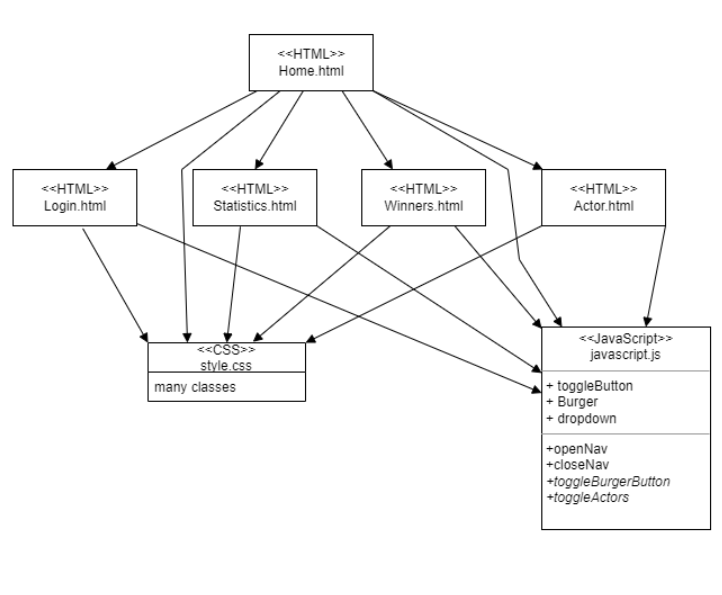 <<HTML>>
Home.html
<<HTML>>
Login.html
<<HTML>>
Statistics.html
<<HTML>>
Winners.html
<<HTML>>
Actor.html
<<CSS>>
style.css
many classes
<<JavaScript>>
javascript.js
+ toggleButton
+ Burger
+ dropdown
+openNav
+closeNav
+toggleBurgerButton
+toggleActors